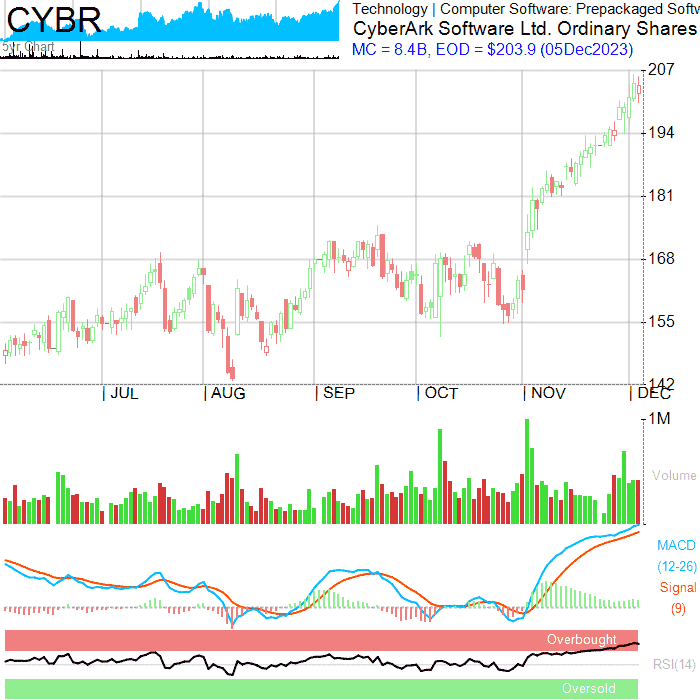 CYBR
5yr Chart
Technology | Computer Software: Prepackaged Softw
CyberArk Software Ltd. Ordinary Shares
MC = 8.4B, EOD = $203.9 (05Dec2023)
207
194
181
168
155
142
JUL AUG SEP OCT NOV DEC
1M
Volume
MACD
(12-26)
Signal
(9)
Overbought
RSI(14)
Oversold